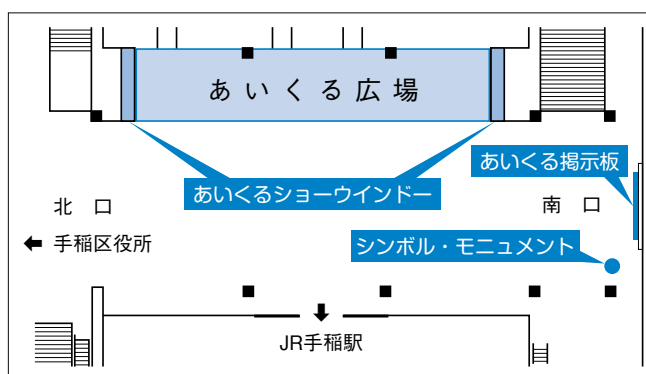 あいくる広場
あいくる掲示板
あいくるショーウインドー
北口
南口
手稲区役所
シンボル・モニュメント
JR手稲駅